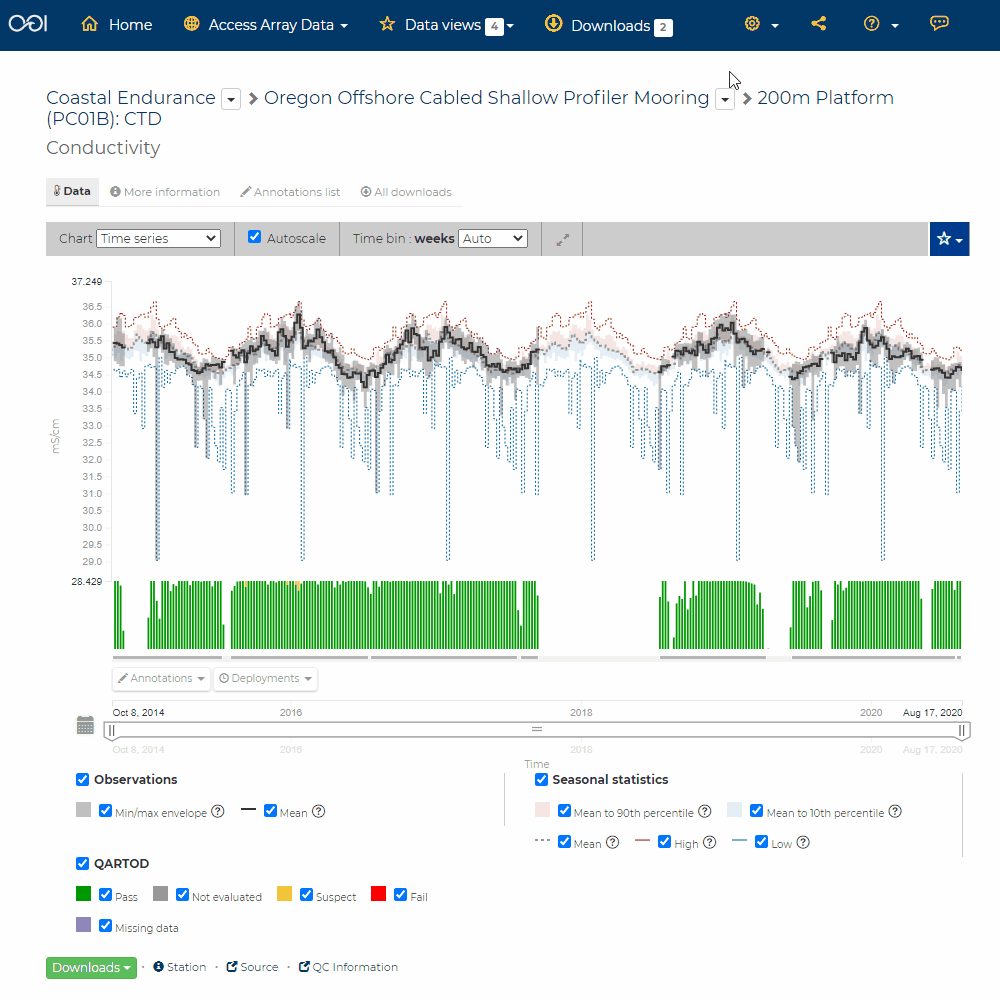 OOI Home Access Array Data Data views 4 Downloads 2
Coastal Endurance > Oregon Offshore Cabled Shallow Profiler Mooring > 200m Platform
(PC01B): CTD
Conductivity
Data More information Annotations list All downloads
Chart Time series Autoscale Time bin : weeks Auto
37.249
36.5
36.0
35.5
35.0
34.5
34.0
33.5
33.0
32.5
32.0
31.5
31.0
30.5
30.0
29.5
29.0
28.429
mS/cm
Annotations Deployments
Oct 8, 2014 2016 2018 2020 Aug 17, 2020
Oct 8, 2014 2016 2018 2020 Aug 17, 2020
Time
Observations
Min/max envelope ? Mean ?
Seasonal statistics
Mean to 90th percentile ? Mean to 10th percentile ?
Mean ? High ? Low ?
QARTOD
Pass Not evaluated Suspect Fail
Missing data
Downloads · Station · Source · QC Information